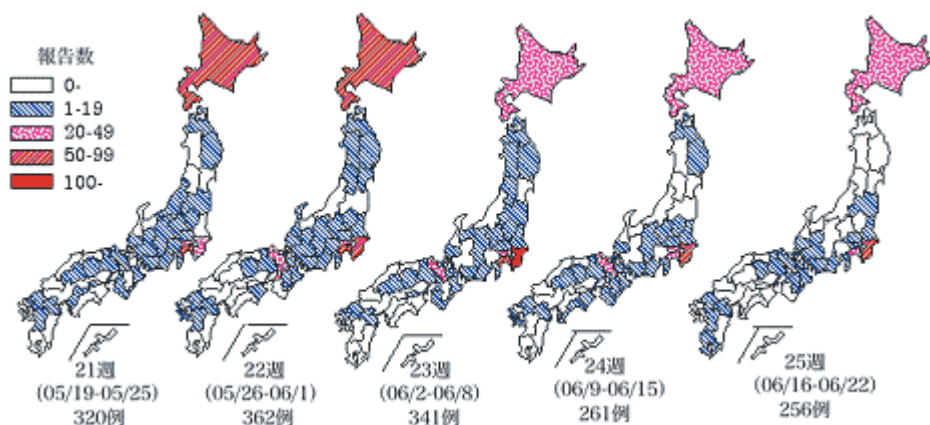 報告数
0-
1-19
20-49
50-99
100-
21週
(05/19-05/25)
320例
22週
(05/26-06/1)
362例
23週
(06/2-06/8)
341例
24週
(06/9-06/15)
261例
25週
(06/16-06/22)
256例